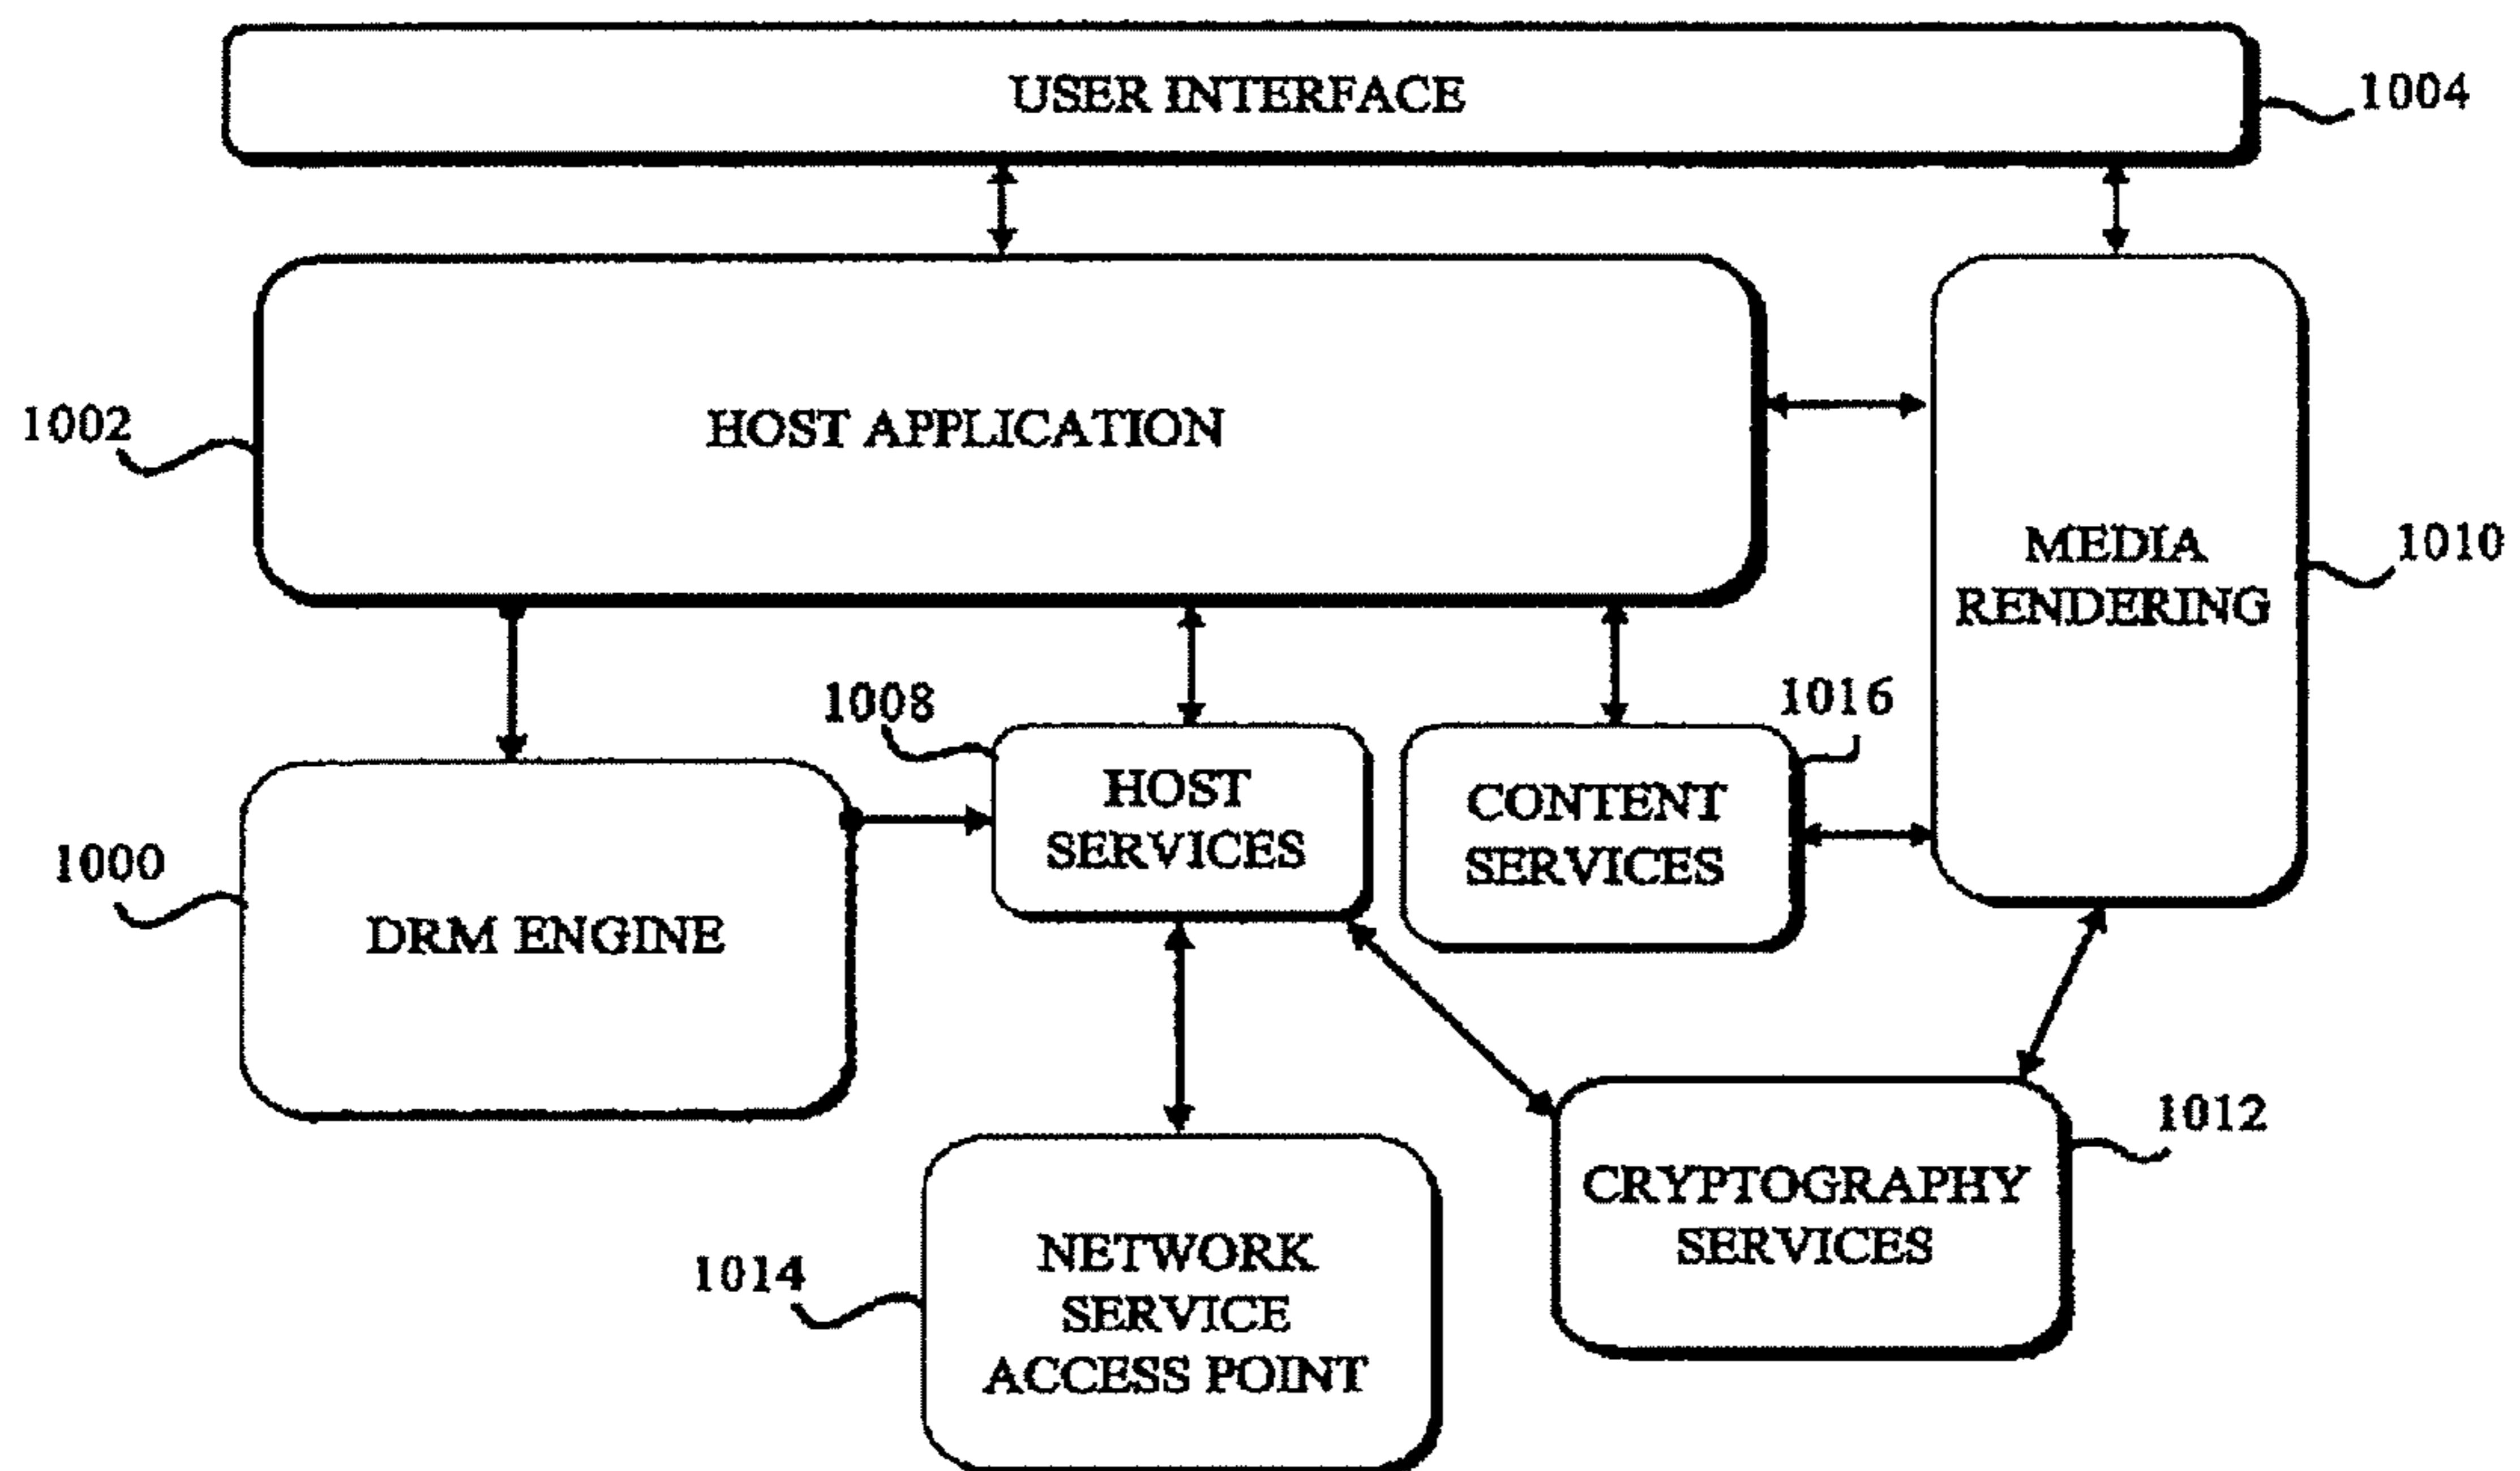 USER INTERFACE
1004
1002
HOST APPLICATION
MEDIA
RENDERING
1010
1008
1016
HOST
SERVICES
CONTENT
SERVICES
1000
DRM ENGINE
1014
NETWORK
SERVICE
ACCESS POINT
1012
CRYPTOGRAPHY
SERVICES